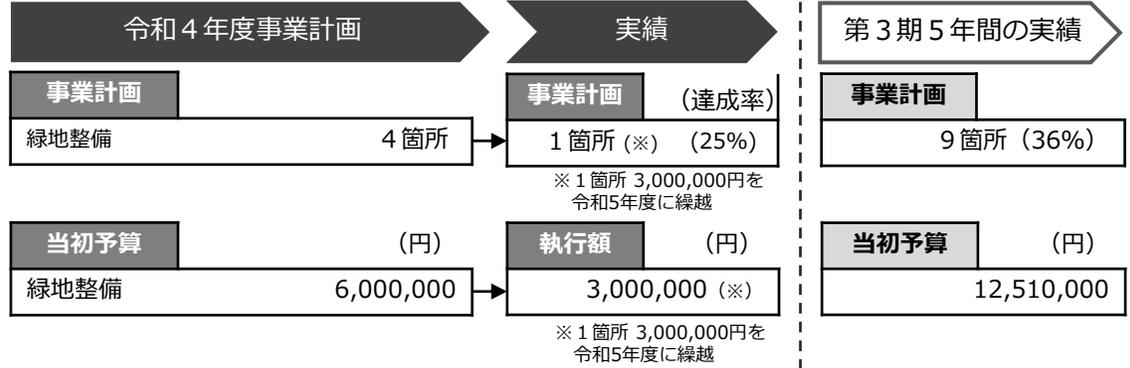 令和４年度事業計画
実績
第３期５年間の実績
事業計画
緑地整備 ４箇所
事業計画 (達成率)
１箇所 (※) (25%)
※１箇所 3,000,000円を
令和5年度に繰越
事業計画
９箇所（36%）
当初予算 （円）
緑地整備 6,000,000
執行額 （円）
3,000,000（※）
※１箇所 3,000,000円を
令和5年度に繰越
当初予算 （円）
12,510,000